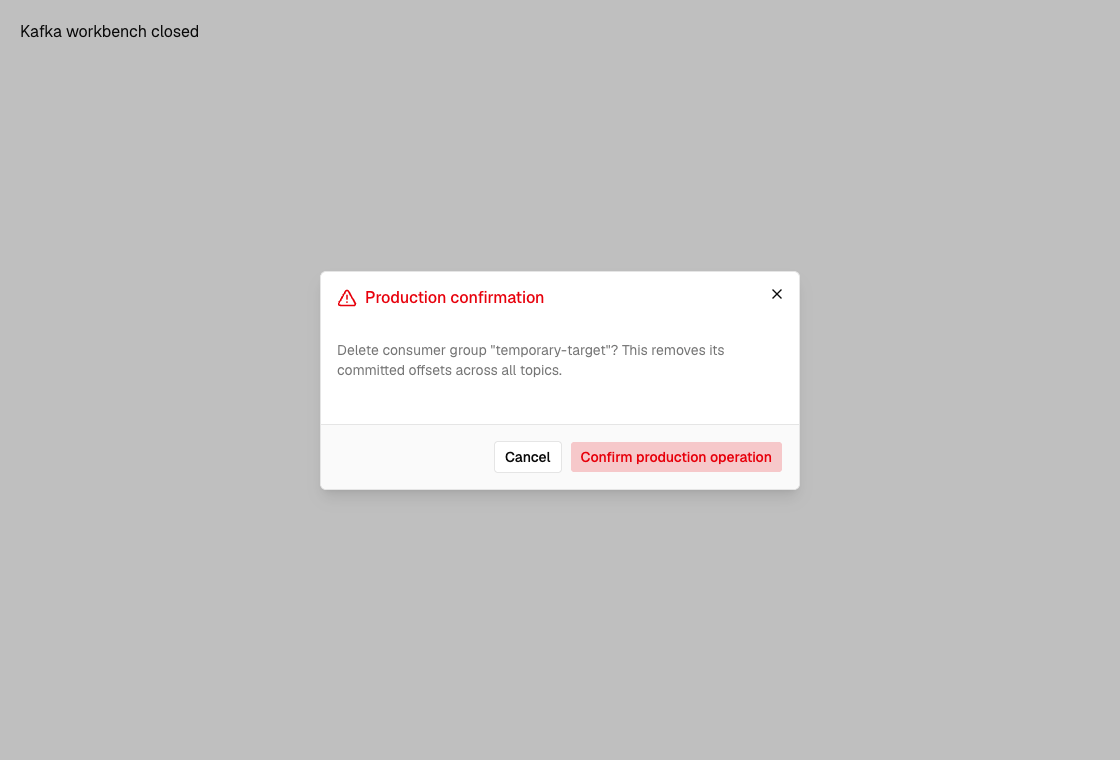 Kafka workbench closed
Production confirmation
Delete consumer group "temporary-target"? This removes its
committed offsets across all topics.
Cancel
Confirm production operation